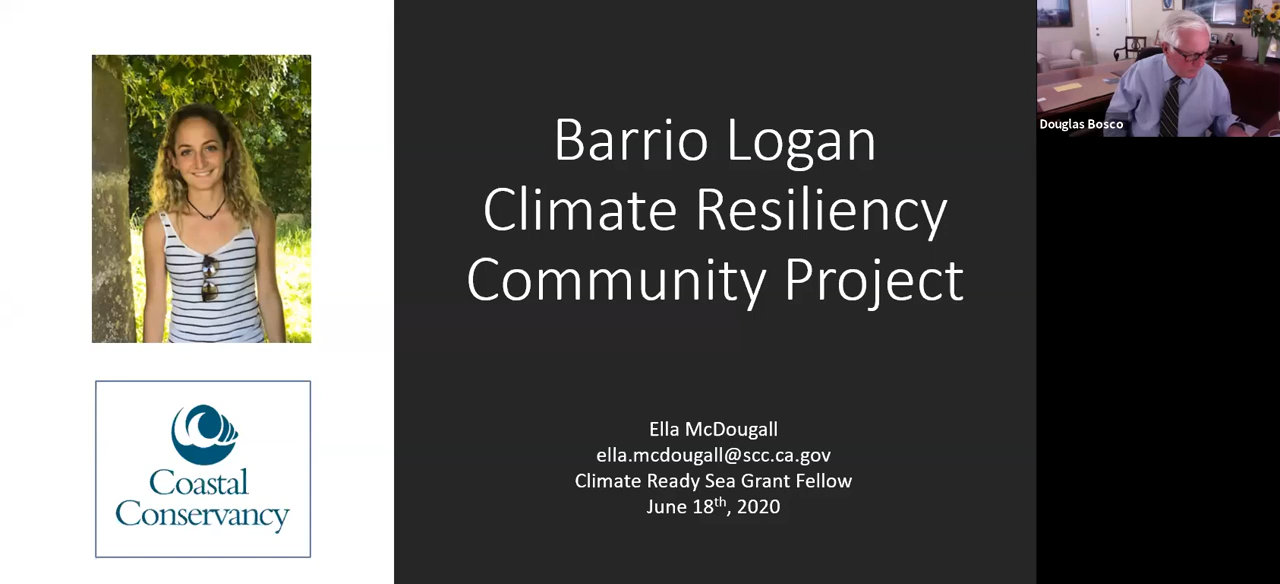 Barrio Logan
Climate Resiliency
Community Project
Ella McDougall
ella.mcdougall@scc.ca.gov
Climate Ready Sea Grant Fellow
June 18th, 2020
Coastal
Conservancy
Douglas Bosco